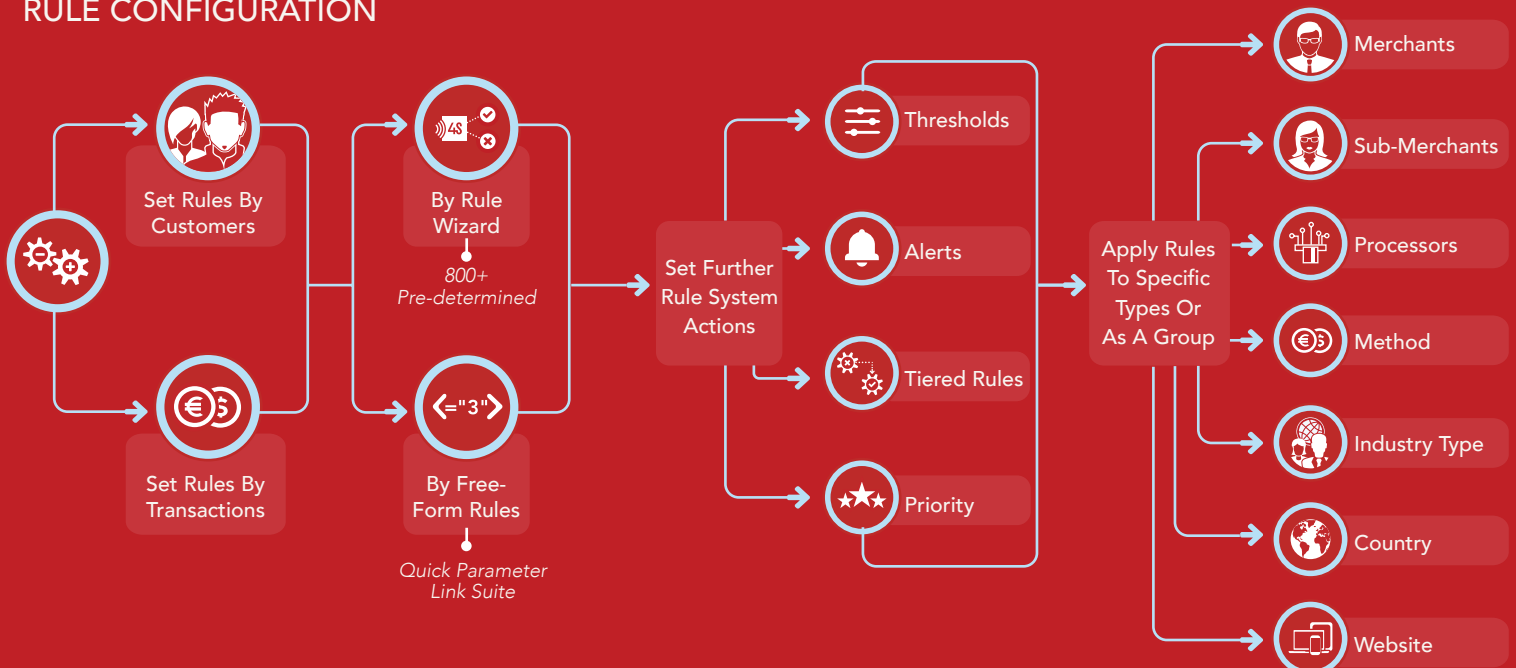 RULE CONFIGURATION
Set Rules By
Customers
Set Rules By
Transactions
4S
By Rule
Wizard
800+
Pre-determined
<="3">
By Free-
Form Rules
Quick Parameter
Link Suite
Set Further
Rule System
Actions
Thresholds
Alerts
Tiered Rules
Priority
Apply Rules
To Specific
Types Or
As A Group
Merchants
Sub-Merchants
Processors
€$
Method
Industry Type
Country
Website